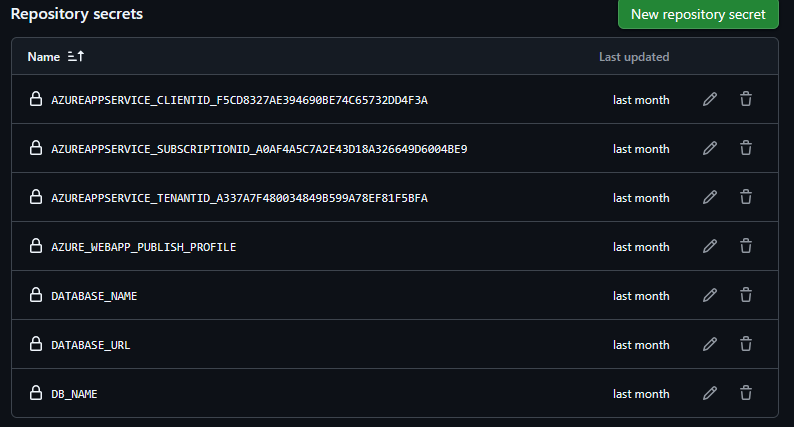 Repository secrets
New repository secret
Name
Last updated
AZUREAPPSERVICE_CLIENTID_F5CD8327AE394690BE74C65732DD4F3A
last month
AZUREAPPSERVICE_SUBSCRIPTIONID_A0AF4A5C7A2E43D18A326649D6004BE9
last month
AZUREAPPSERVICE_TENANTID_A337A7F480034849B599A78EF81F5BFA
last month
AZURE_WEBAPP_PUBLISH_PROFILE
last month
DATABASE_NAME
last month
DATABASE_URL
last month
DB_NAME
last month